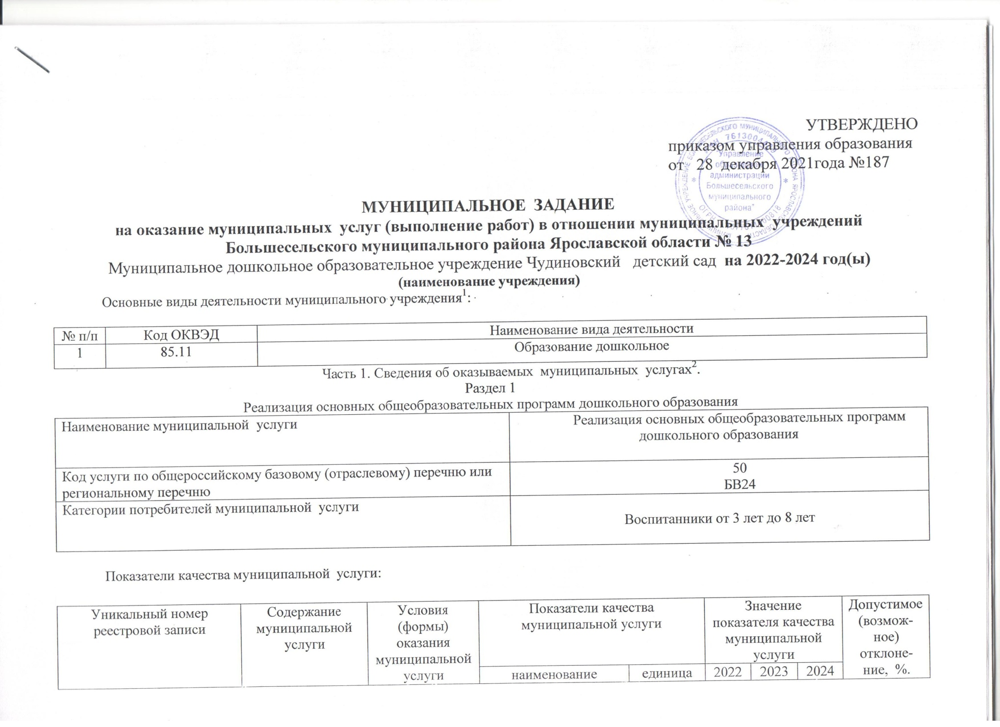 УТВЕРЖДЕНО
приказом управления образования
от 28 декабря 2021года №187
Управление
администрации
Большесельского
муниципального
района"
МУНИЦИПАЛЬНОЕ ЗАДАНИЕ
на оказание муниципальных услуг (выполнение работ) в отношении муниципальных учреждений
Большесельского муниципального района Ярославской области № 13
Муниципальное дошкольное образовательное учреждение Чудиновский детский сад на 2022-2024 год(ы)
(наименование учреждения)
Основные виды деятельности муниципального учреждения1:
№ п/п Код ОКВЭД Наименование вида деятельности
1 85.11 Образование дошкольное
Часть 1. Сведения об оказываемых муниципальных услугах2.
Раздел 1
Реализация основных общеобразовательных программ дошкольного образования
Наименование муниципальной услуги
Реализация основных общеобразовательных программ
дошкольного образования
Код услуги по общероссийскому базовому (отраслевому) перечню или
региональному перечню
50
БВ24
Категории потребителей муниципальной услуги
Воспитанники от 3 лет до 8 лет
Показатели качества муниципальной услуги:
Уникальный номер
реестровой записи
Содержание
муниципальной
услуги
Условия
(формы)
оказания
муниципальной
услуги
Показатели качества
муниципальной услуги
наименование единица
Значение
показателя качества
муниципальной
услуги
2022 2023 2024
Допустимое
(возмож-
ное)
отклоне-
ние, %.